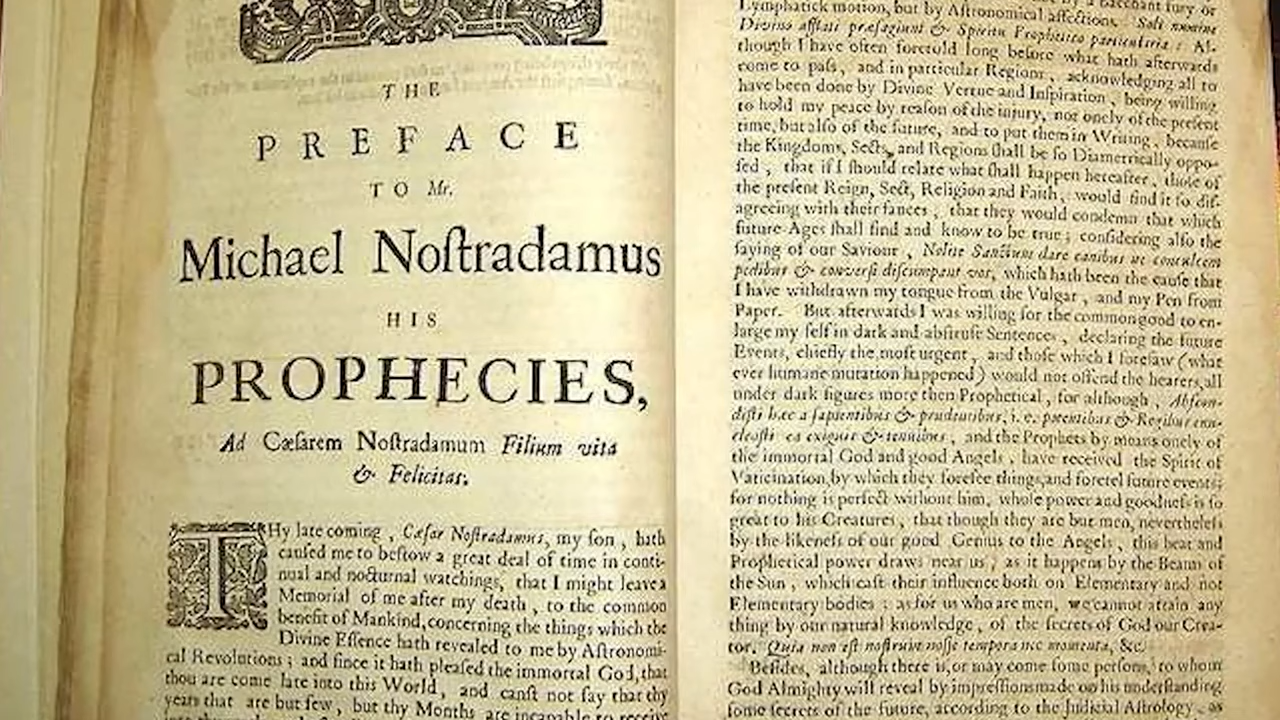 THE
PREFACE
TO Mr.
Michael Noſtradamus
HIS
PROPHECIES,
Ad Cæſarem Noſtradamum Filium vita
& Felicitas.
THy late coming , Cæſar Noſtradamus, my ſon , hath
cauſed me to beſtow a great deal of time in conti-
nual and nocturnal watchings, that I might leave a
Memorial of me after my death , to the common
benefit of Mankind, concerning the things which the
Divine Eſſence hath revealed to me by Aſtronomi-
cal Revolutions ; and ſince it hath pleaſed the immortal God, that
thou are come late into this World , and canſt not ſay that thy
years that are but few, but thy Months are incapable to receive
by a Bacchant fury or
Lymphatick motion, but by Aſtronomical affections. Soli numine
Divino afflati præſagiunt & Spiritu Prophetico particularia : Al-
though I have often foretold long before what hath afterwards
come to paſs, and in particular Regions , acknowledging all to
have been done by Divine Vertue and Inſpiration , being willing
to hold my peace by reaſon of the injury, not onely of the preſent
time, but alſo of the future, and to put them in Writing, becauſe
the Kingdoms, Sects, and Regions ſhall be ſo Diametrically oppo-
ſed , that if I ſhould relate what ſhall happen hereafter, thoſe of
the preſent Reign, Sect, Religion and Faith, would find it ſo diſ-
agreeing with their fances , that they would condemn that which
future Ages ſhall find and know to be true ; conſidering alſo the
ſaying of our Saviour , Nolite Sanctum dare canibus ne conculcent
pedibus & converſi diſcumpant vos, which hath been the cauſe that
I have withdrawn my tongue from the Vulgar , and my Pen from
Paper. But afterwards I was willing for the common good to en-
large my ſelf in dark and abſtruſe Sentences , declaring the future
Events, chiefly the moſt urgent , and thoſe which I foreſaw (what
ever humane mutation happened) would not offend the hearers, all
under dark figures more then Prophetical, for although , Abſcon-
diſti hæc a ſapientibus & prudentibus, i. e. potentibus & Regibus enu-
cleaſti ea exiguis & tenuibus , and the Prophets by means onely of
the immortal God and good Angels , have received the Spirit of
Vaticination, by which they foreſee things, and foretel future events;
for nothing is perfect without him, whoſe power and goodneſs is ſo
great to his Creatures , that though they are but men, nevertheleſs
by the likeneſs of our good Genius to the Angels , this heat and
Prophetical power draws near us , as it happens by the Beams of
the Sun , which caſt their influence both on Elementary and not
Elementary bodies ; as for us who are men, we cannot attain any
thing by our natural knowledge , of the ſecrets of God our Crea-
tor. Quia non eſt noſtrum noſſe tempora nec momenta, &c.
Beſides, although there is, or may come ſome perſons, to whom
God Almighty will reveal by impreſſions made on his underſtanding
ſome ſecrets of the future, according to the Judicial Aſtrology , as